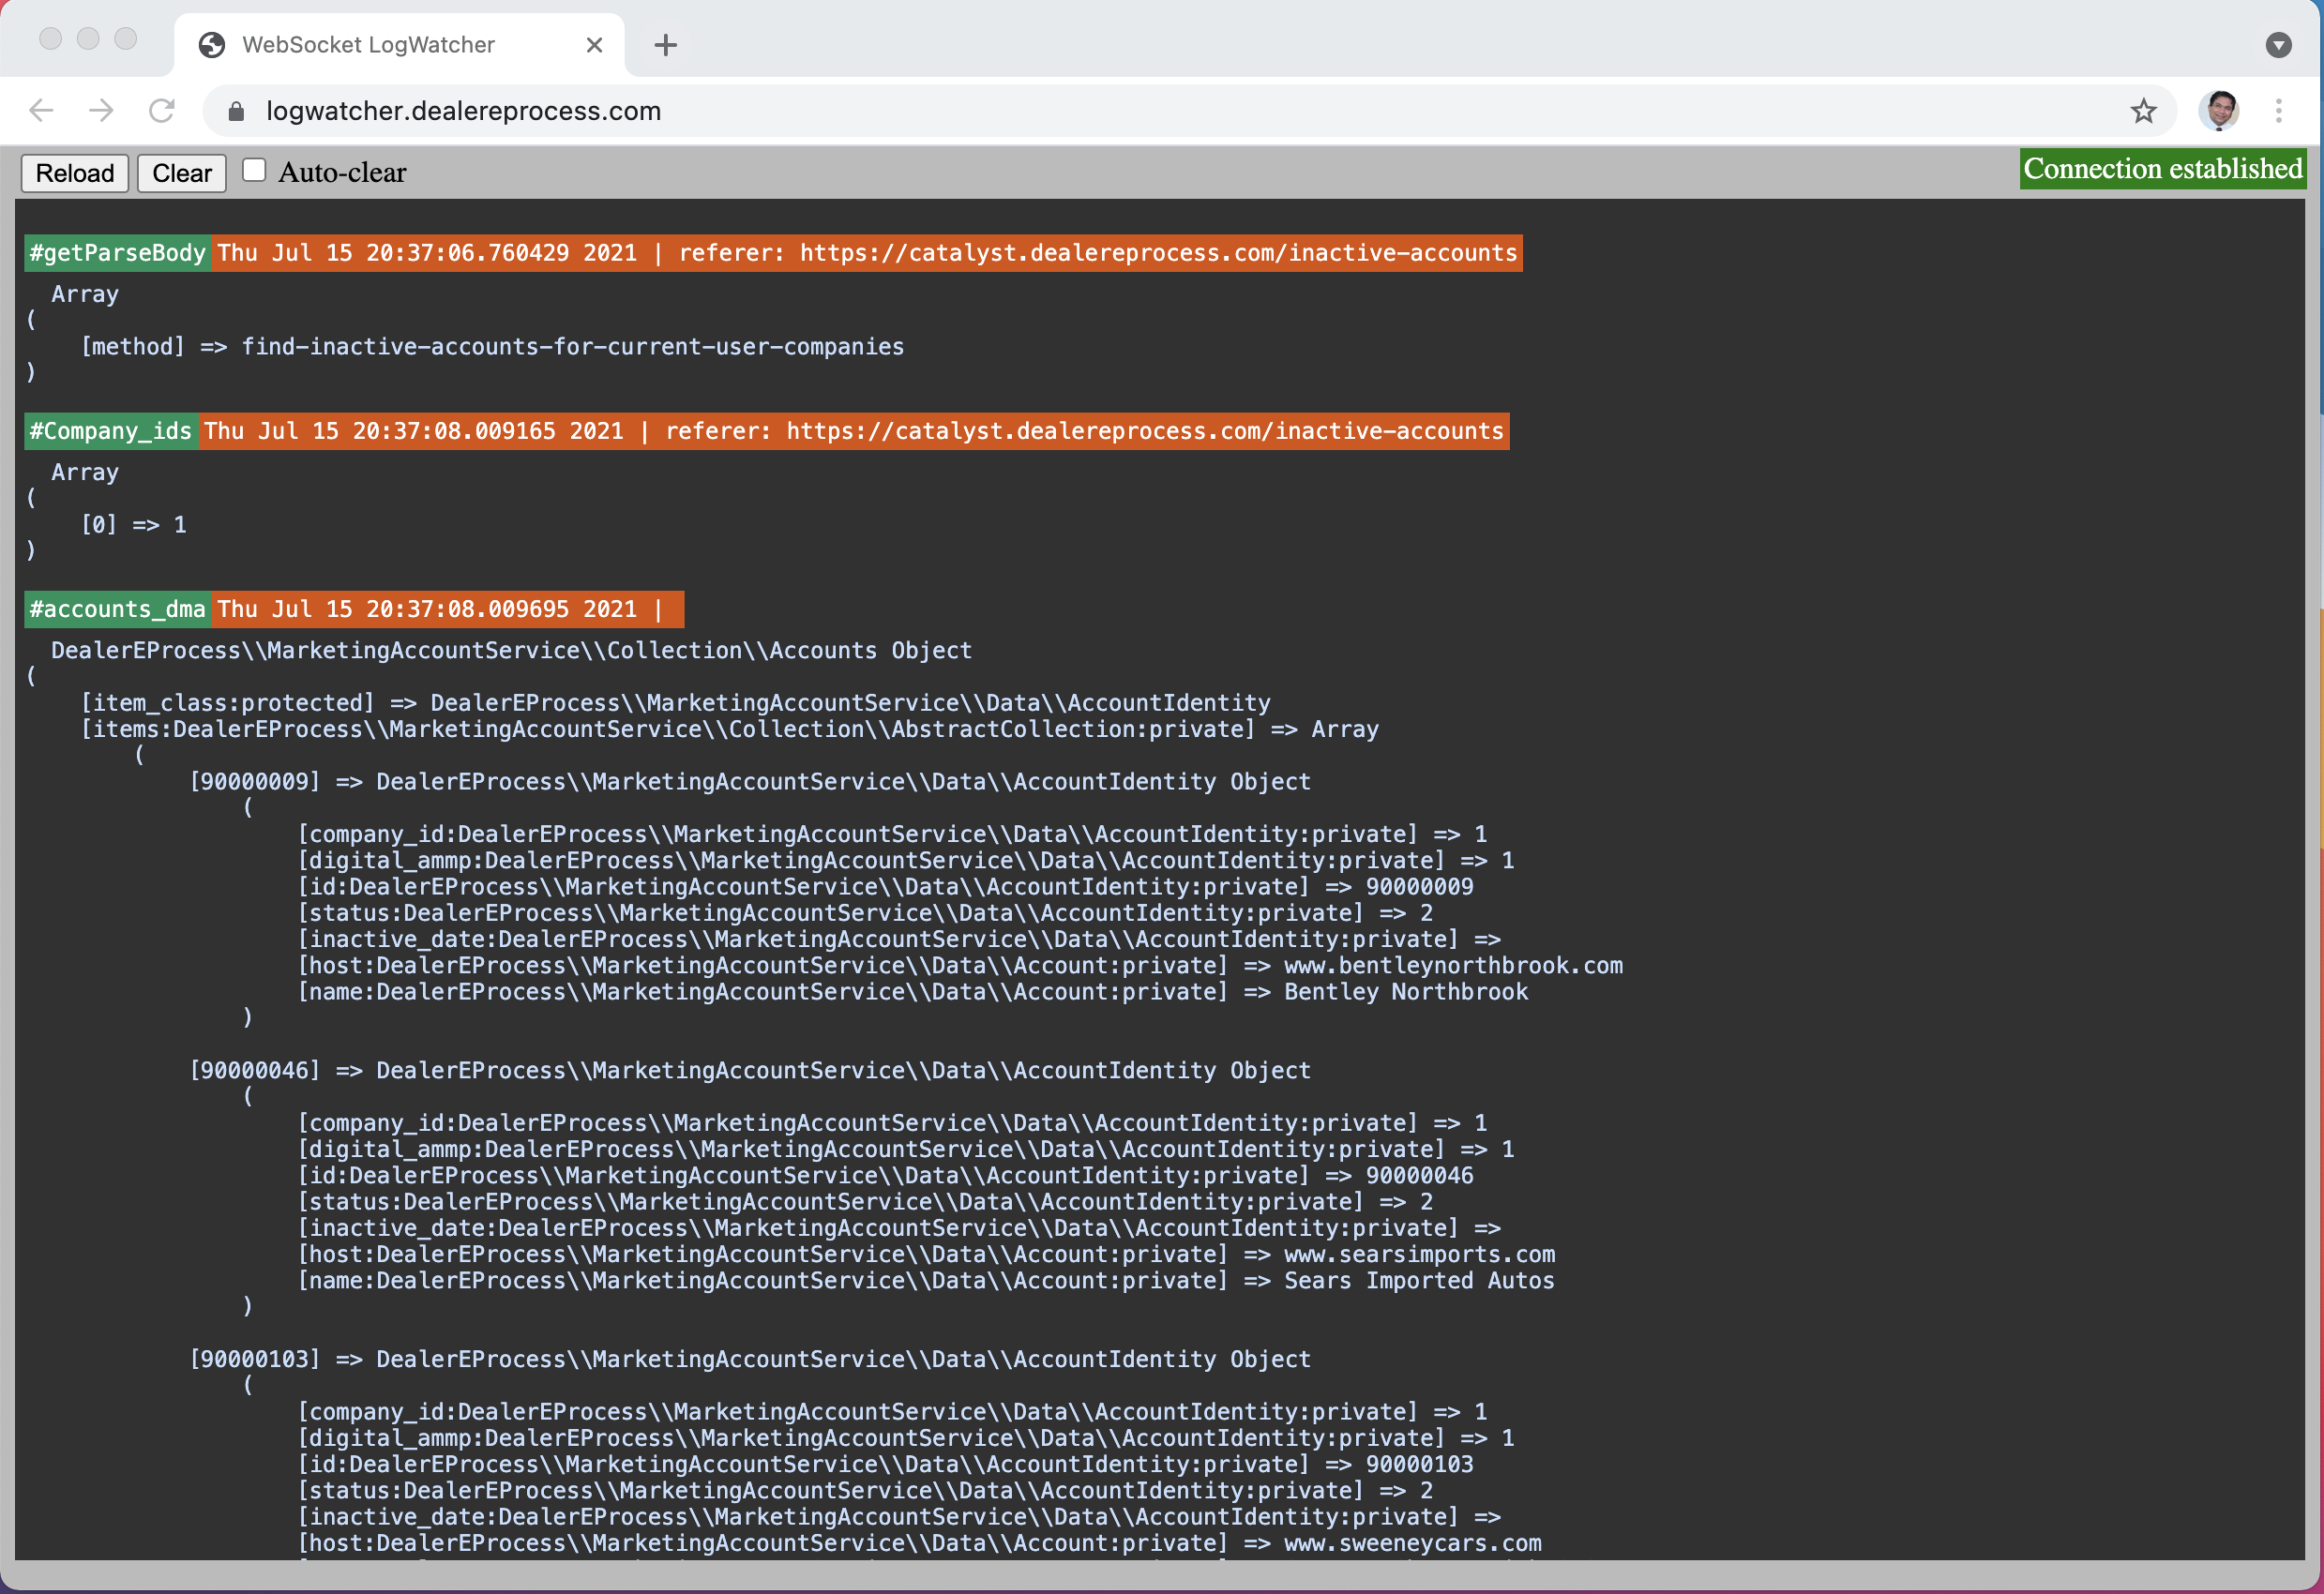 WebSocket LogWatcher
logwatcher.dealereprocess.com
Reload Clear Auto-clear Connection established
#getParseBody Thu Jul 15 20:37:06.760429 2021 | referer: https://catalyst.dealereprocess.com/inactive-accounts
Array
(
[method] => find-inactive-accounts-for-current-user-companies
)
#Company_ids Thu Jul 15 20:37:08.009165 2021 | referer: https://catalyst.dealereprocess.com/inactive-accounts
Array
(
[0] => 1
)
#accounts_dma Thu Jul 15 20:37:08.009695 2021 |
DealerEProcess\\MarketingAccountService\\Collection\\Accounts Object
(
[item_class:protected] => DealerEProcess\\MarketingAccountService\\Data\\AccountIdentity
[items:DealerEProcess\\MarketingAccountService\\Collection\\AbstractCollection:private] => Array
(
[90000009] => DealerEProcess\\MarketingAccountService\\Data\\AccountIdentity Object
(
[company_id:DealerEProcess\\MarketingAccountService\\Data\\AccountIdentity:private] => 1
[digital_ammp:DealerEProcess\\MarketingAccountService\\Data\\AccountIdentity:private] => 1
[id:DealerEProcess\\MarketingAccountService\\Data\\AccountIdentity:private] => 90000009
[status:DealerEProcess\\MarketingAccountService\\Data\\AccountIdentity:private] => 2
[inactive_date:DealerEProcess\\MarketingAccountService\\Data\\AccountIdentity:private] =>
[host:DealerEProcess\\MarketingAccountService\\Data\\Account:private] => www.bentleynorthbrook.com
[name:DealerEProcess\\MarketingAccountService\\Data\\Account:private] => Bentley Northbrook
)
[90000046] => DealerEProcess\\MarketingAccountService\\Data\\AccountIdentity Object
(
[company_id:DealerEProcess\\MarketingAccountService\\Data\\AccountIdentity:private] => 1
[digital_ammp:DealerEProcess\\MarketingAccountService\\Data\\AccountIdentity:private] => 1
[id:DealerEProcess\\MarketingAccountService\\Data\\AccountIdentity:private] => 90000046
[status:DealerEProcess\\MarketingAccountService\\Data\\AccountIdentity:private] => 2
[inactive_date:DealerEProcess\\MarketingAccountService\\Data\\AccountIdentity:private] =>
[host:DealerEProcess\\MarketingAccountService\\Data\\Account:private] => www.searsimports.com
[name:DealerEProcess\\MarketingAccountService\\Data\\Account:private] => Sears Imported Autos
)
[90000103] => DealerEProcess\\MarketingAccountService\\Data\\AccountIdentity Object
(
[company_id:DealerEProcess\\MarketingAccountService\\Data\\AccountIdentity:private] => 1
[digital_ammp:DealerEProcess\\MarketingAccountService\\Data\\AccountIdentity:private] => 1
[id:DealerEProcess\\MarketingAccountService\\Data\\AccountIdentity:private] => 90000103
[status:DealerEProcess\\MarketingAccountService\\Data\\AccountIdentity:private] => 2
[inactive_date:DealerEProcess\\MarketingAccountService\\Data\\AccountIdentity:private] =>
[host:DealerEProcess\\MarketingAccountService\\Data\\Account:private] => www.sweeneycars.com